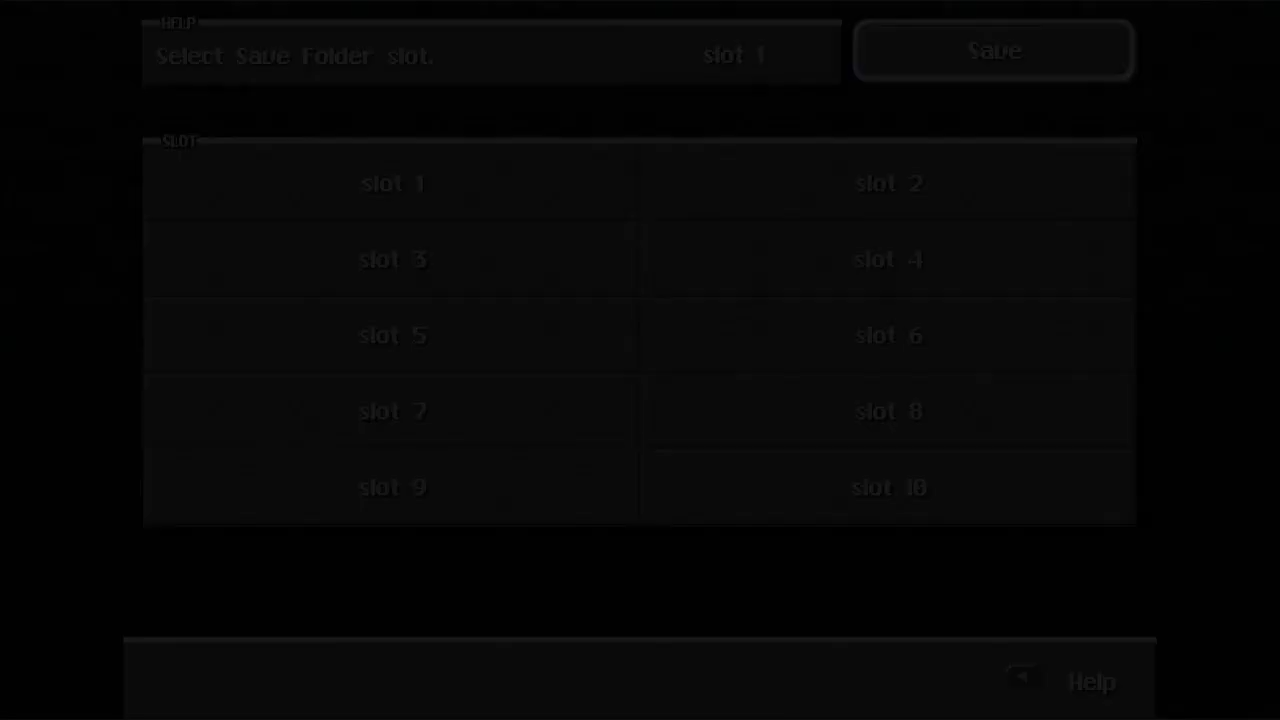 HELP
Select Save Folder slot. slot 1
Save
SLOT
slot 1 slot 2
slot 3 slot 4
slot 5 slot 6
slot 7 slot 8
slot 9 slot 10
Help